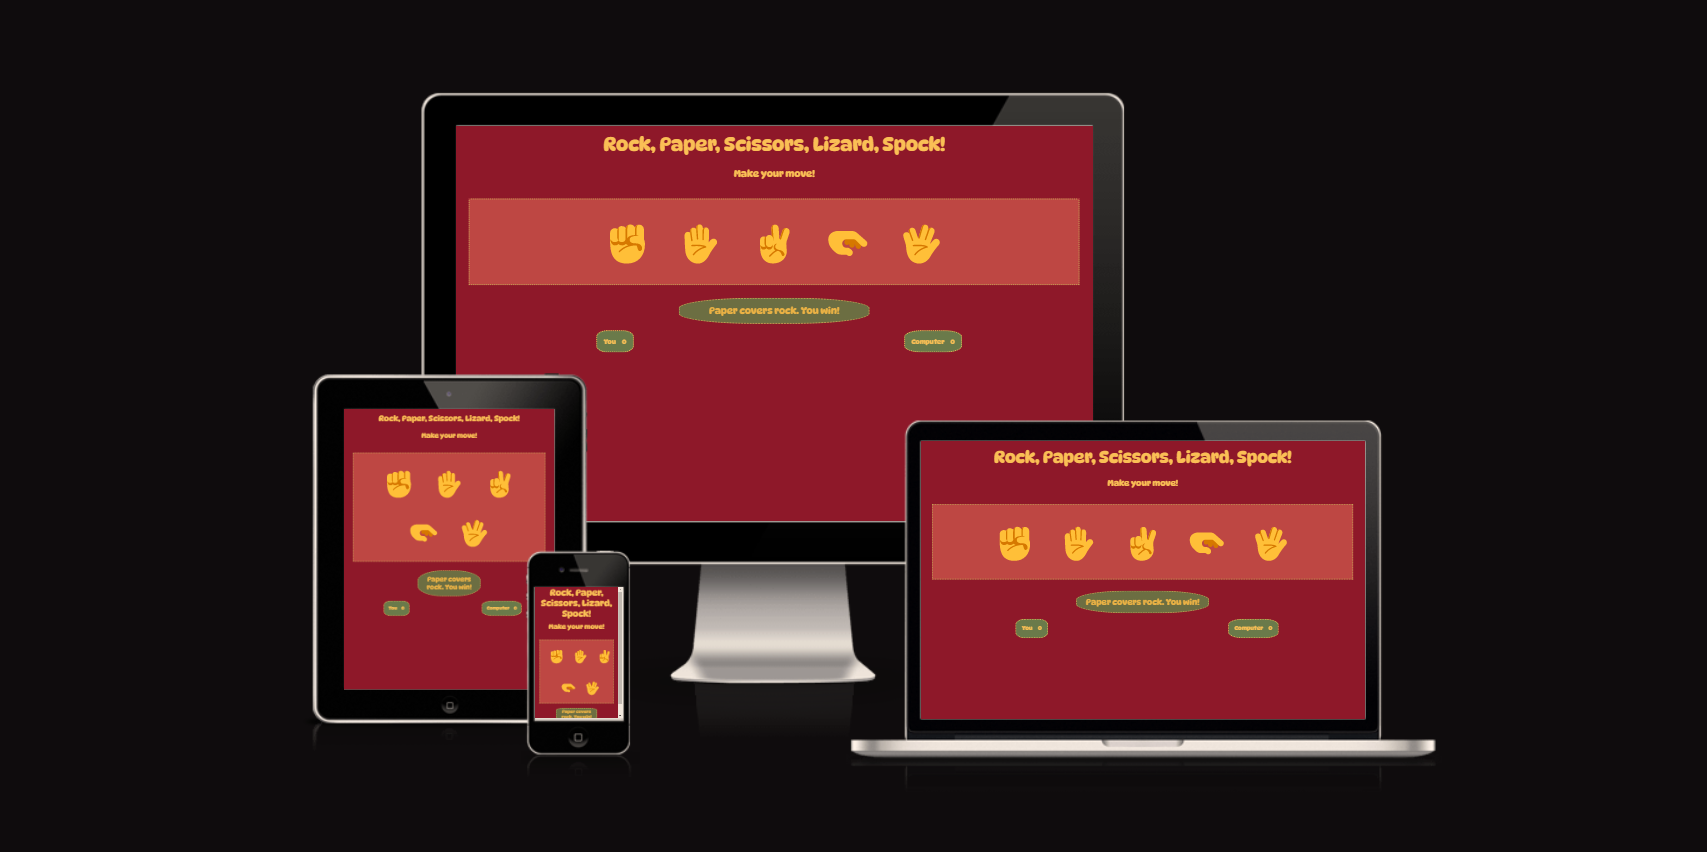 Rock, Paper, Scissors, Lizard, Spock!
Make your move!
Paper covers rock. You win!
You 0
Computer 0
Rock, Paper, Scissors, Lizard, Spock!
Make your move!
Paper covers
rock. You win!
You 0
Computer 0
Rock, Paper,
Scissors, Lizard,
Spock!
Make your move!
Paper covers
Rock, Paper, Scissors, Lizard, Spock!
Make your move!
Paper covers rock. You win!
You 0
Computer 0